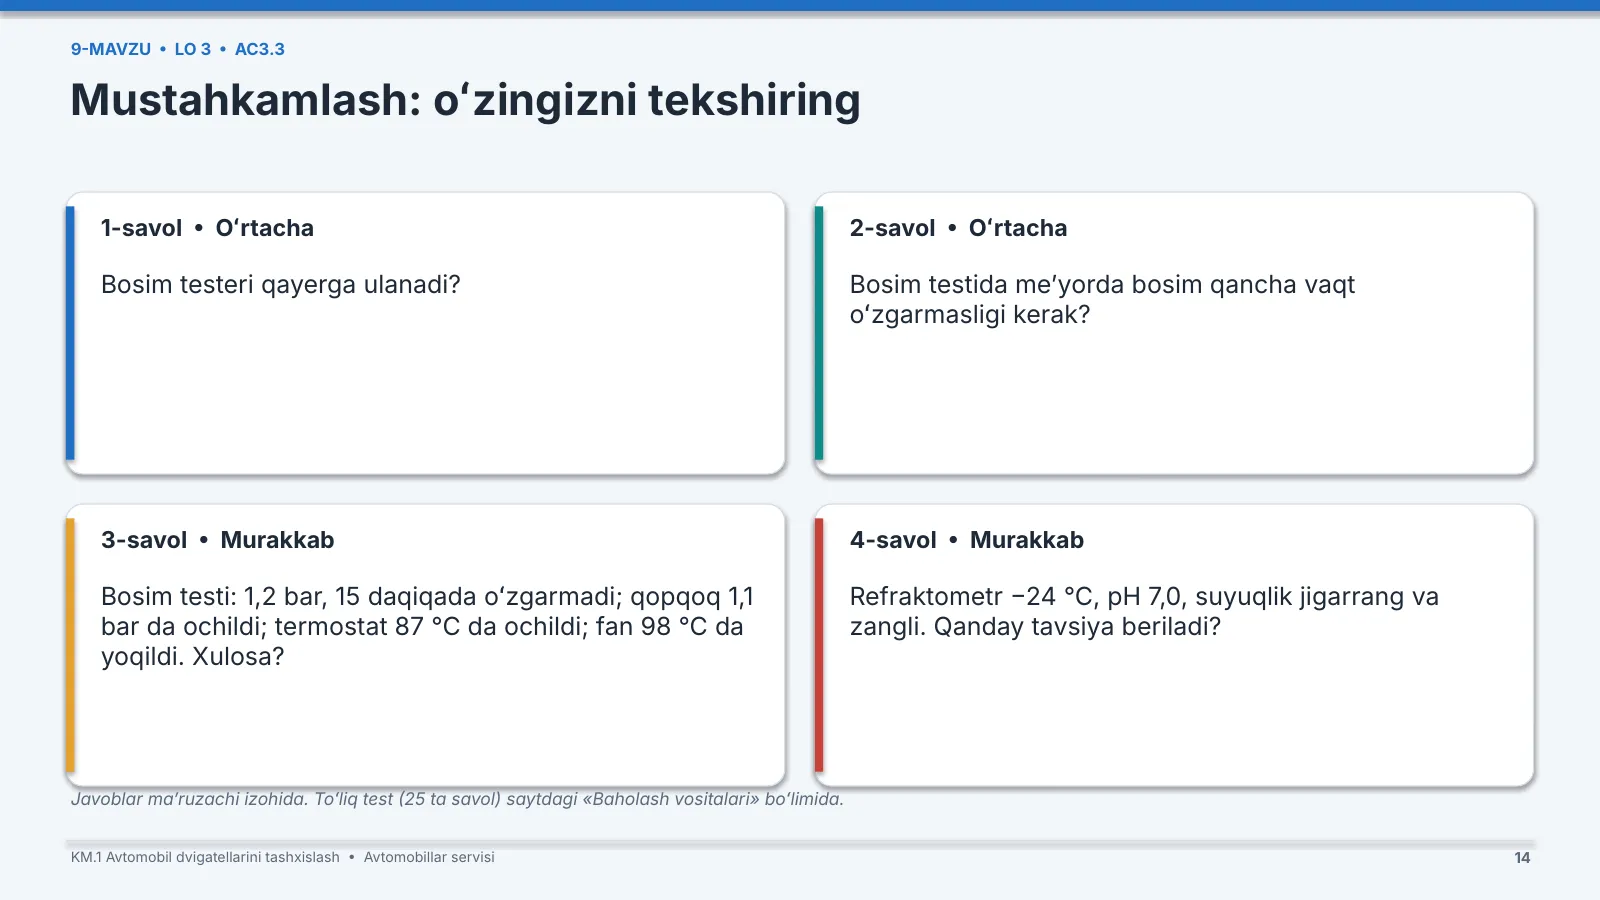 9-MAVZU • LO 3 • AC3.3
Mustahkamlash: oʻzingizni tekshiring
1-savol • Oʻrtacha
Bosim testeri qayerga ulanadi?
2-savol • Oʻrtacha
Bosim testida meʼyorda bosim qancha vaqt
oʻzgarmasligi kerak?
3-savol • Murakkab
Bosim testi: 1,2 bar, 15 daqiqada oʻzgarmadi; qopqoq 1,1
bar da ochildi; termostat 87 °C da ochildi; fan 98 °C da
yoqildi. Xulosa?
4-savol • Murakkab
Refraktometr −24 °C, pH 7,0, suyuqlik jigarrang va
zangli. Qanday tavsiya beriladi?
Javoblar maʼruzachi izohida. Toʻliq test (25 ta savol) saytdagi «Baholash vositalari» boʻlimida.
KM.1 Avtomobil dvigatellarini tashxislash • Avtomobillar servisi
14